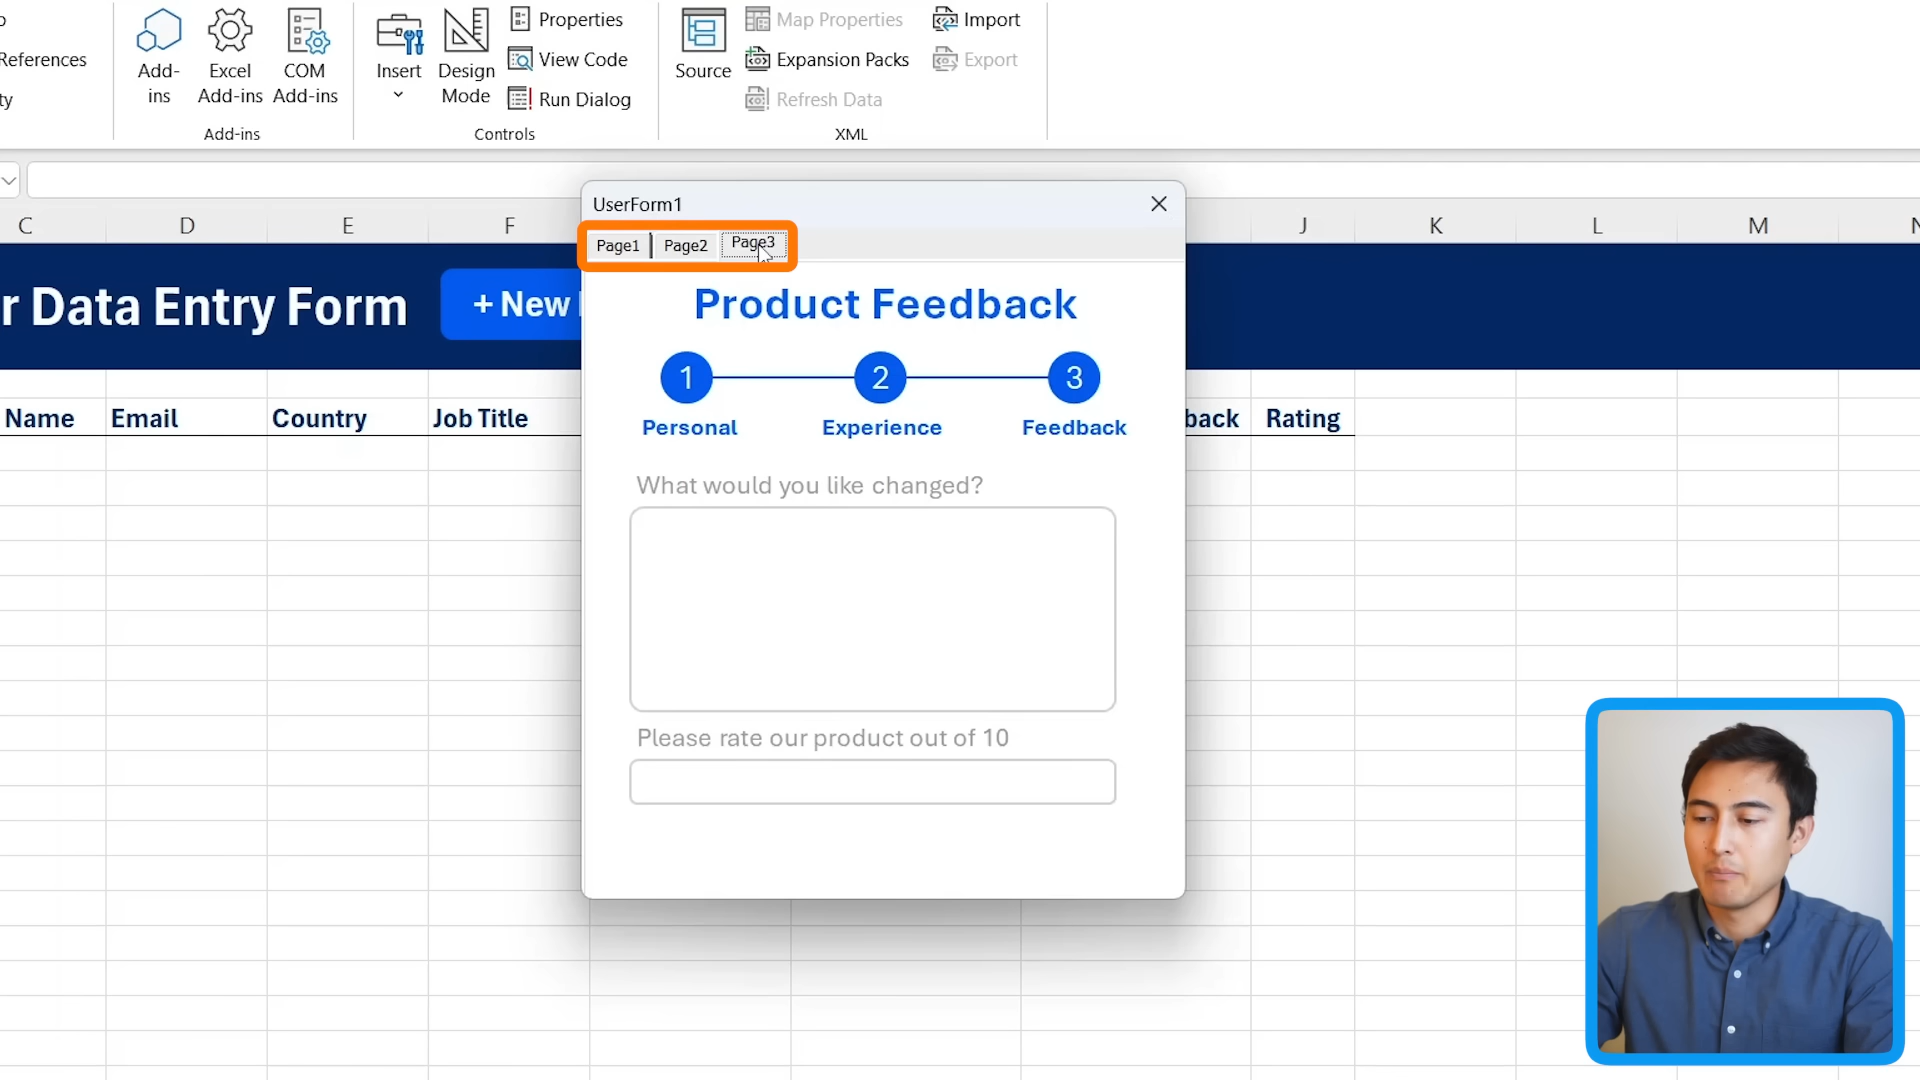 References
ty
Add-
ins
Excel
Add-ins
COM
Add-ins
Add-ins
Insert
Design
Mode
Properties
View Code
Run Dialog
Controls
Source
Map Properties
Expansion Packs
Refresh Data
Import
Export
XML
C D E F J K L M N
r Data Entry Form
+ New
UserForm1
Page1 Page2 Page3
Product Feedback
1 2 3
Personal Experience Feedback
What would you like changed?
Please rate our product out of 10
Name Email Country Job Title back Rating